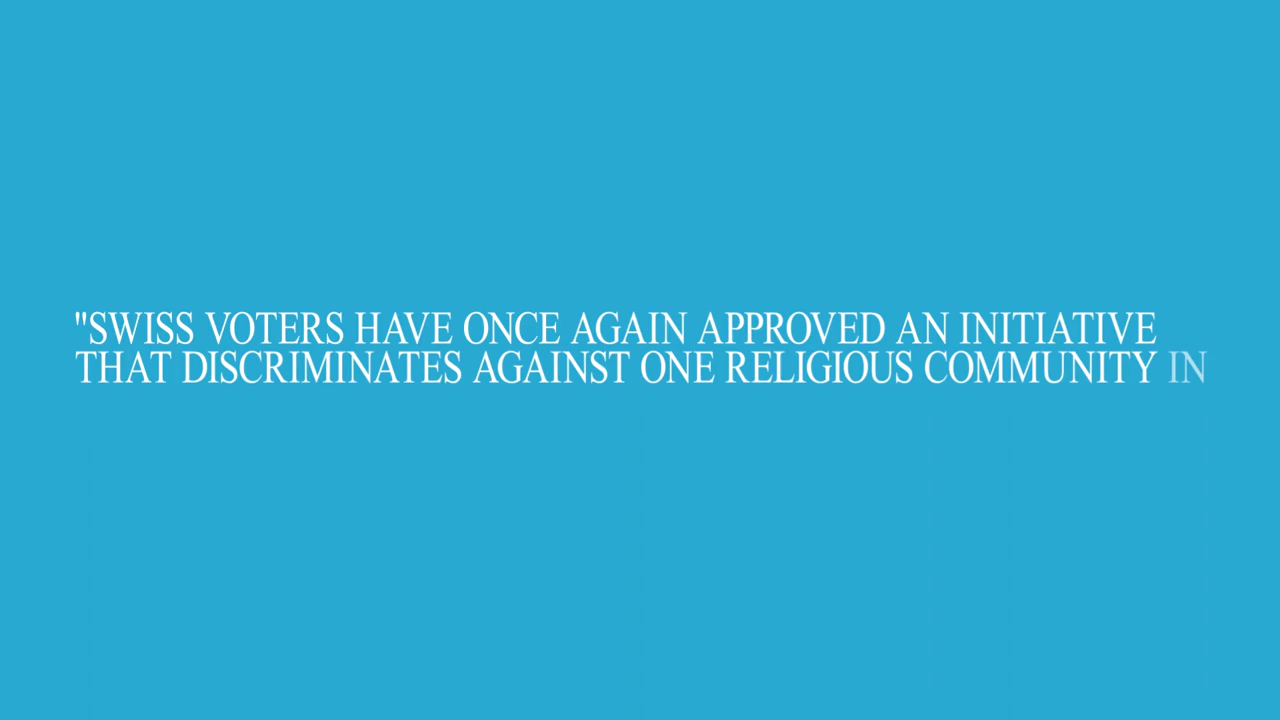 "SWISS VOTERS HAVE ONCE AGAIN APPROVED AN INITIATIVE
THAT DISCRIMINATES AGAINST ONE RELIGIOUS COMMUNITY IN